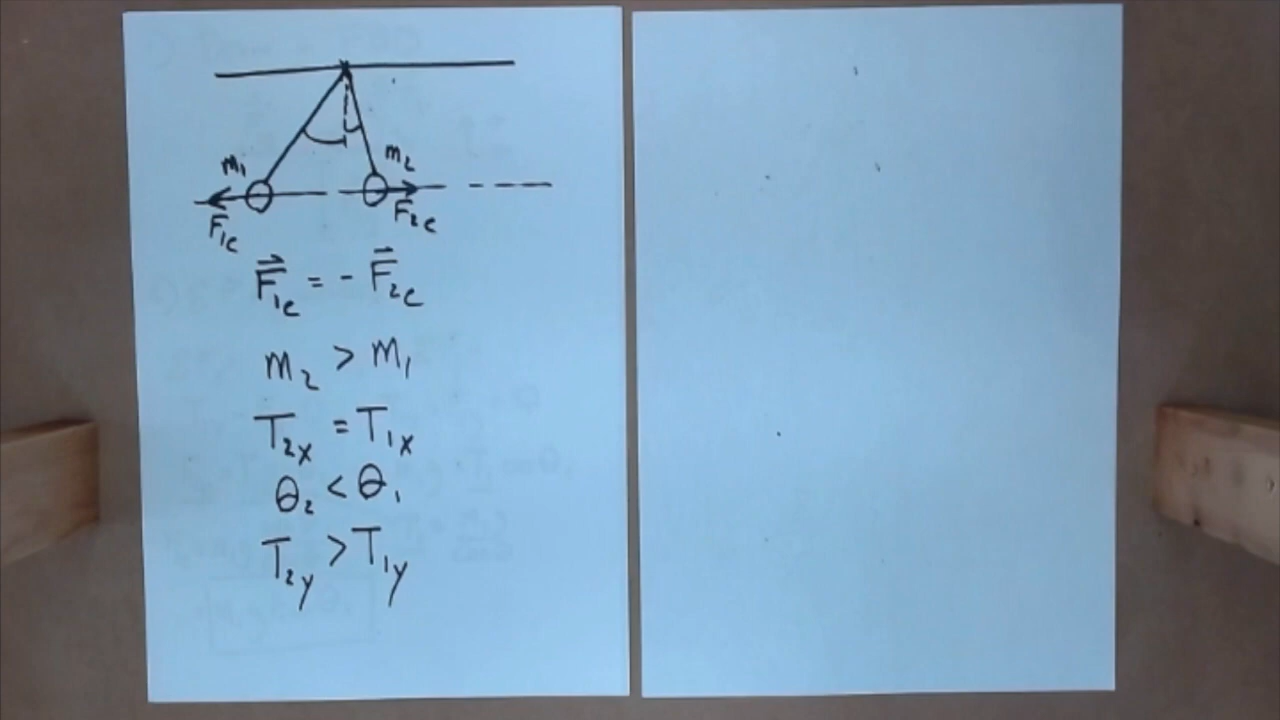 m₁ m₂
F₁c F₂c
F⃗₁c = - F⃗₂c
m₂ > m₁
T₂x = T₁x
θ₂ < θ₁
T₂y > T₁y